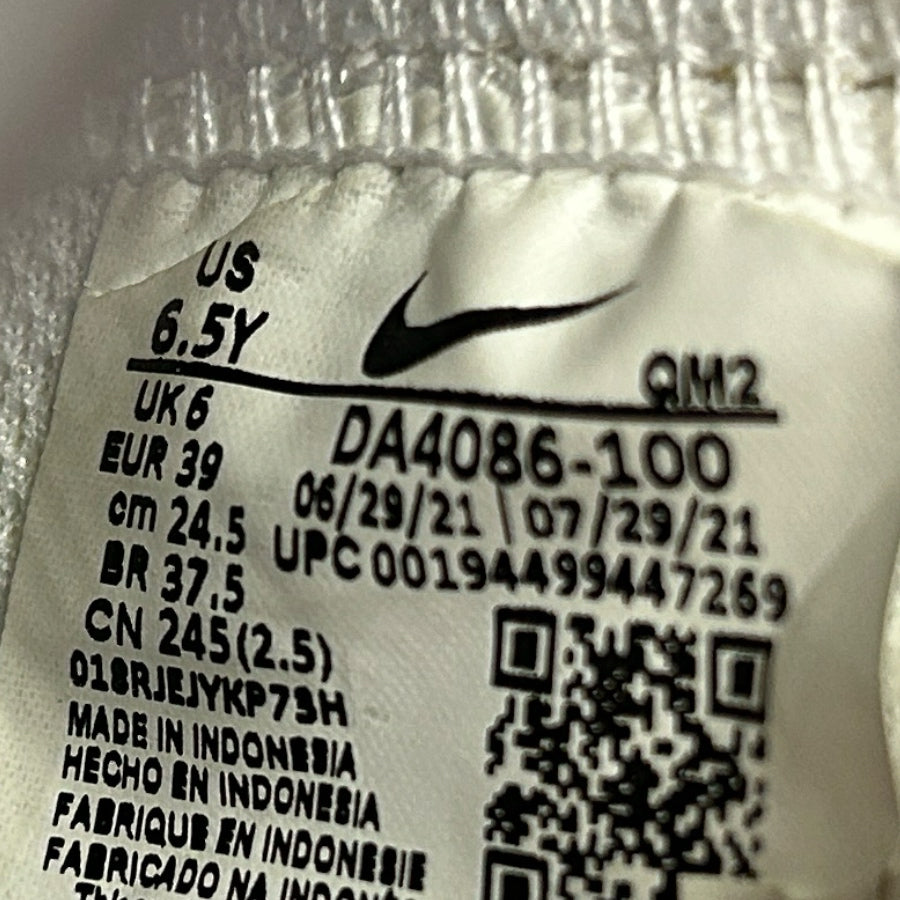 US
6.5Y
QM2
UK 6
DA4086-100
EUR 39
06/29/21 \ 07/29/21
cm 24.5
UPC 00194499447269
BR 37.5
CN 245(2.5)
018RJEJYKP73H
MADE IN INDONESIA
HECHO EN INDONESIA
FABRIQUE EN INDONESIE
FABRICADO NA